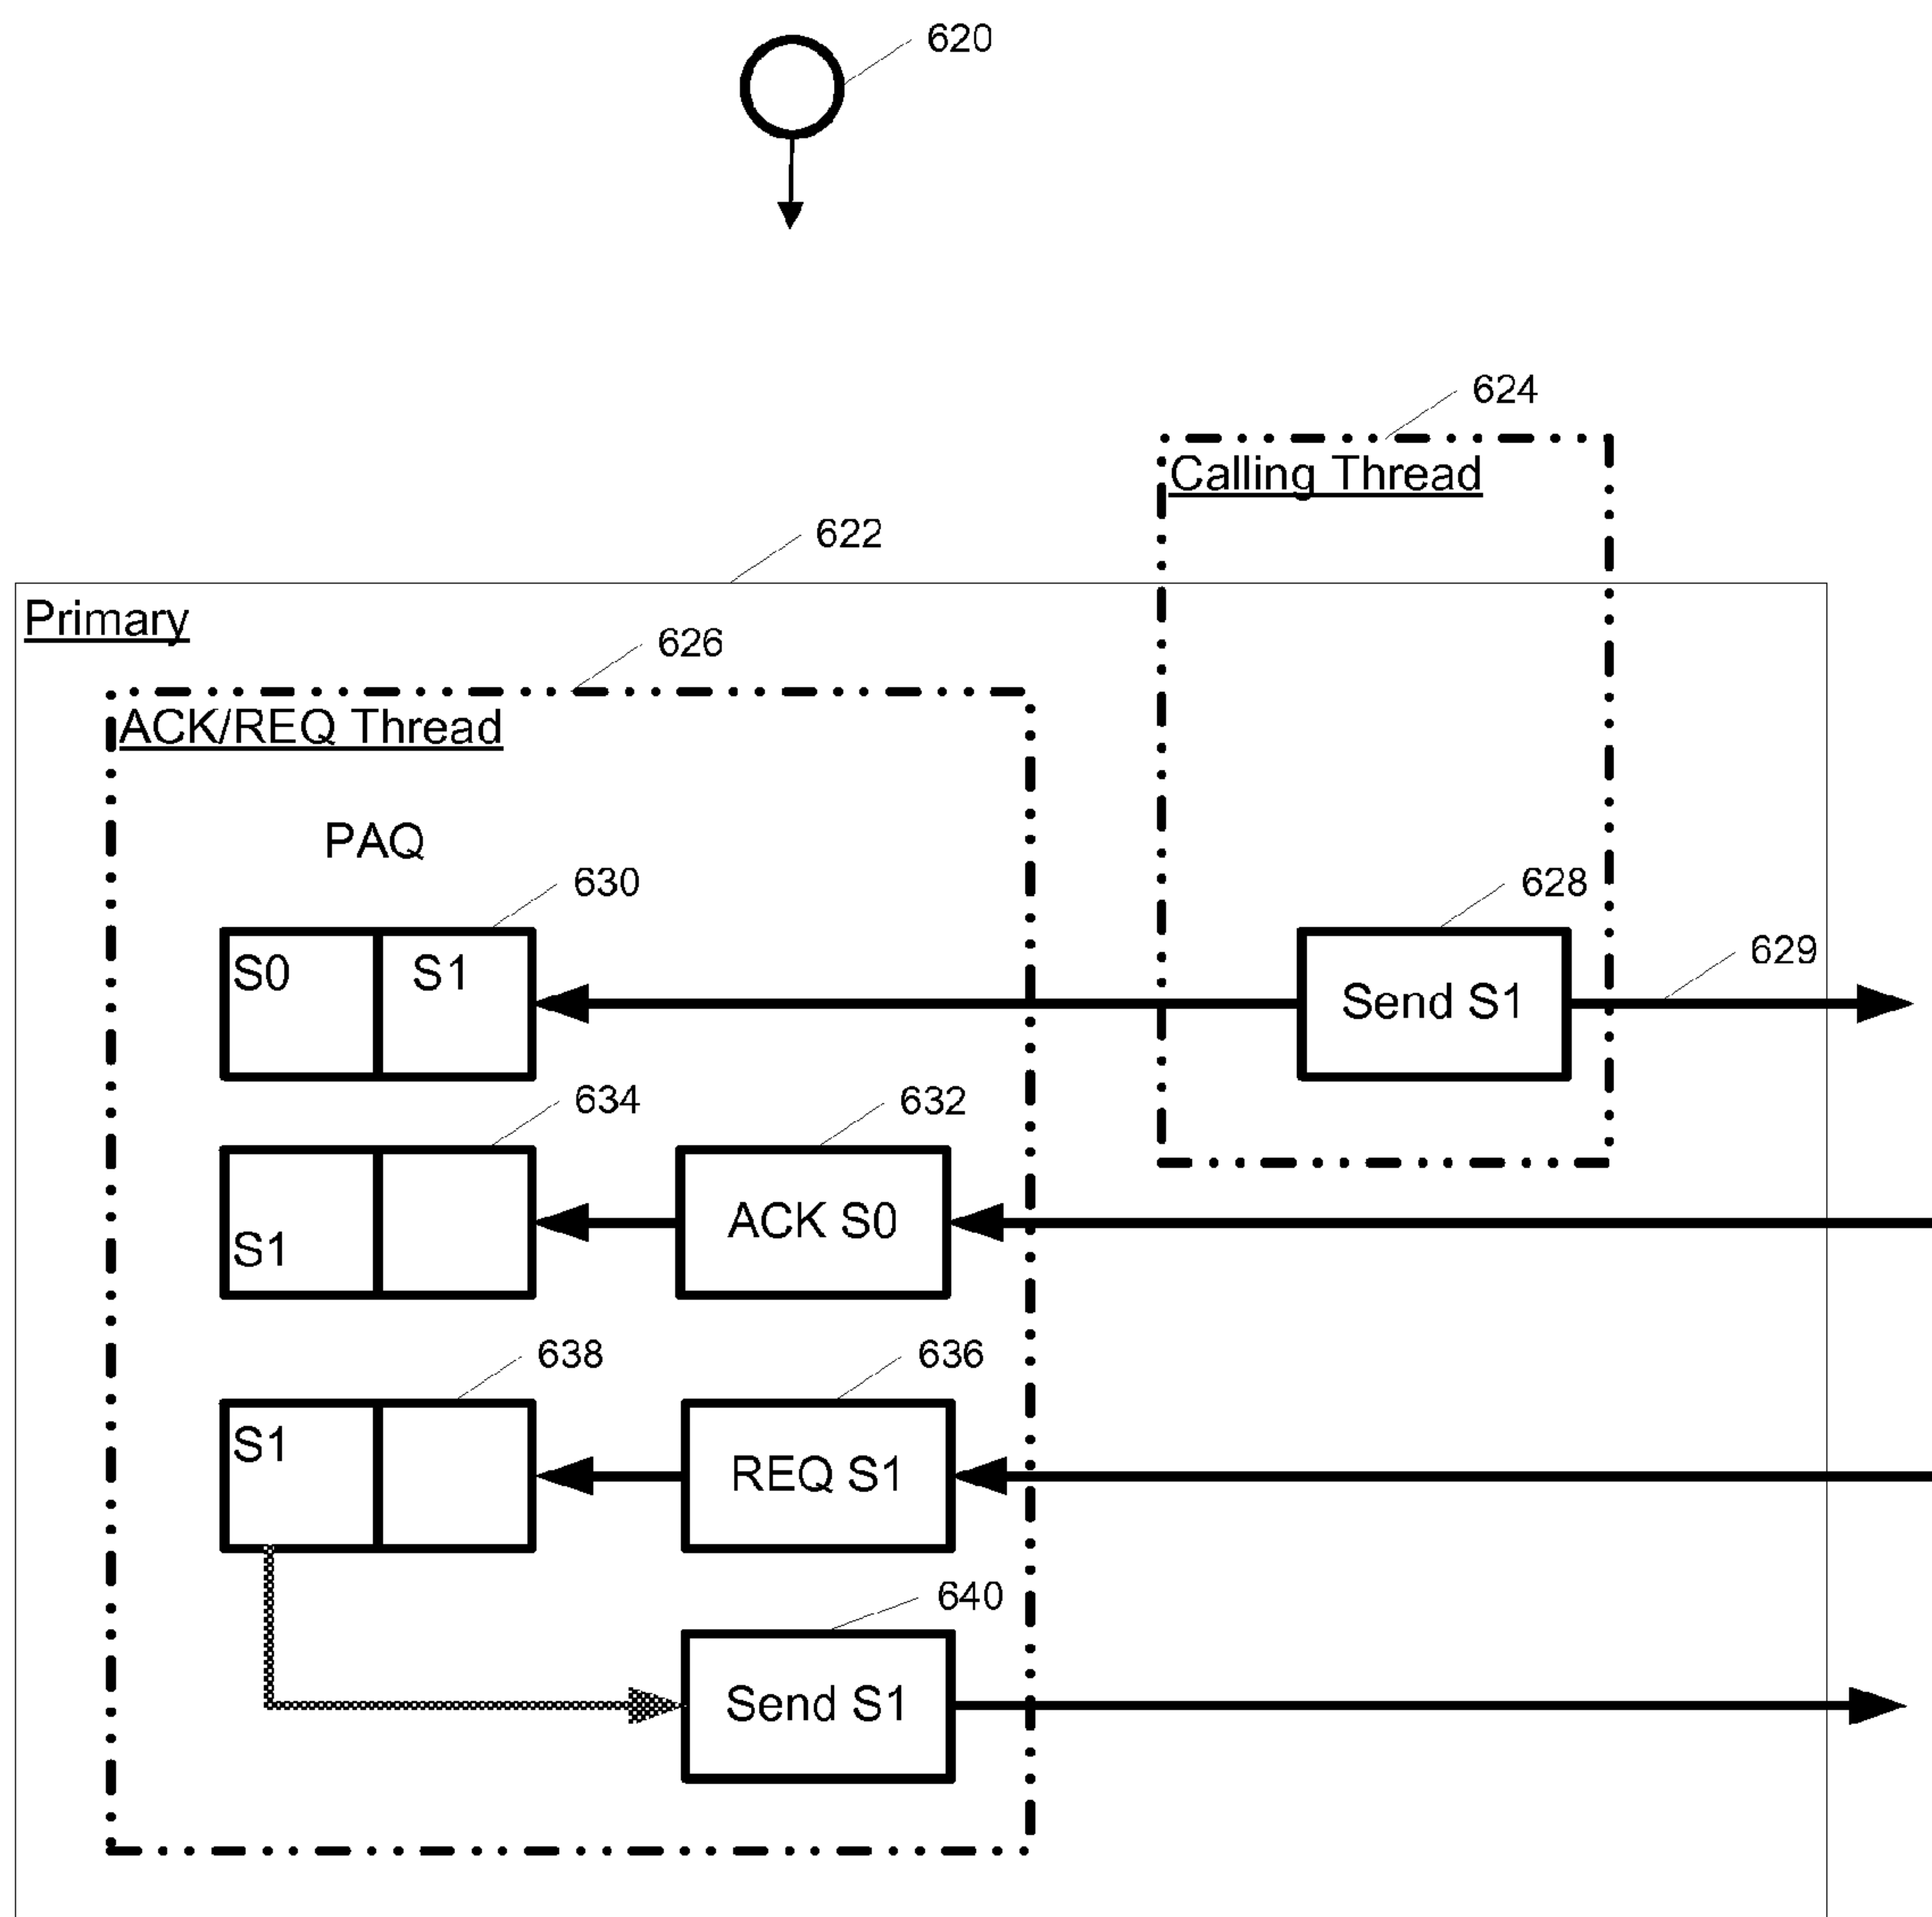 620
624
Calling Thread
622
Primary
626
ACK/REQ Thread
PAQ
630
628
629
S0 S1
Send S1
634
632
S1
ACK S0
638
636
S1
REQ S1
640
Send S1